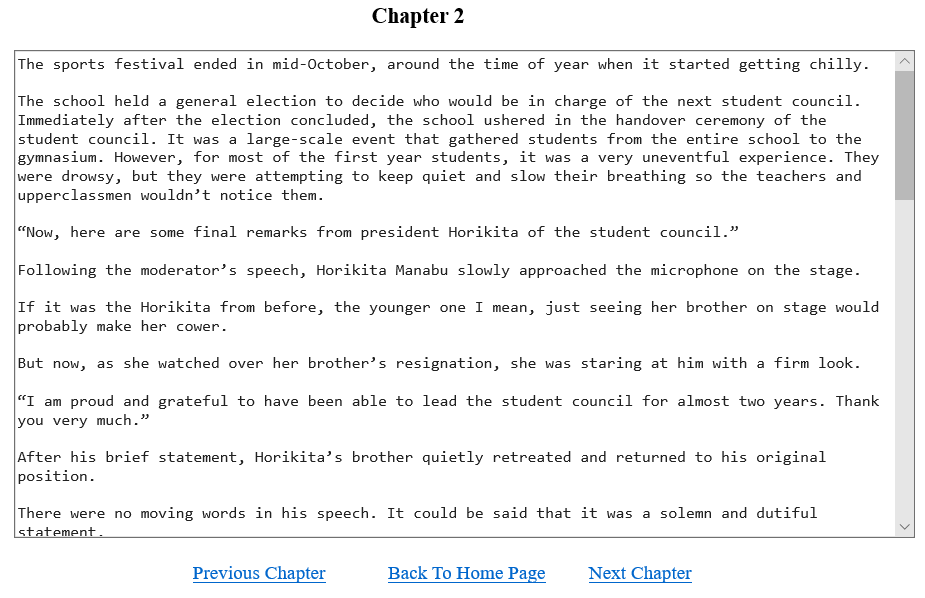 Chapter 2
The sports festival ended in mid-October, around the time of year when it started getting chilly.
The school held a general election to decide who would be in charge of the next student council.
Immediately after the election concluded, the school ushered in the handover ceremony of the
student council. It was a large-scale event that gathered students from the entire school to the
gymnasium. However, for most of the first year students, it was a very uneventful experience. They
were drowsy, but they were attempting to keep quiet and slow their breathing so the teachers and
upperclassmen wouldn’t notice them.
“Now, here are some final remarks from president Horikita of the student council.”
Following the moderator’s speech, Horikita Manabu slowly approached the microphone on the stage.
If it was the Horikita from before, the younger one I mean, just seeing her brother on stage would
probably make her cower.
But now, as she watched over her brother’s resignation, she was staring at him with a firm look.
“I am proud and grateful to have been able to lead the student council for almost two years. Thank
you very much.”
After his brief statement, Horikita’s brother quietly retreated and returned to his original
position.
There were no moving words in his speech. It could be said that it was a solemn and dutiful
statement.
Previous Chapter Back To Home Page Next Chapter